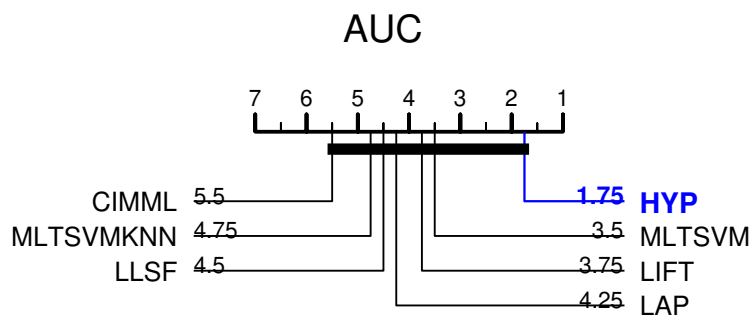 AUC
7 6 5 4 3 2 1
CIMML 5.5 1.75 HYP
MLTSVMKNN 4.75 3.5 MLTSVM
LLSF 4.5 3.75 LIFT
4.25 LAP